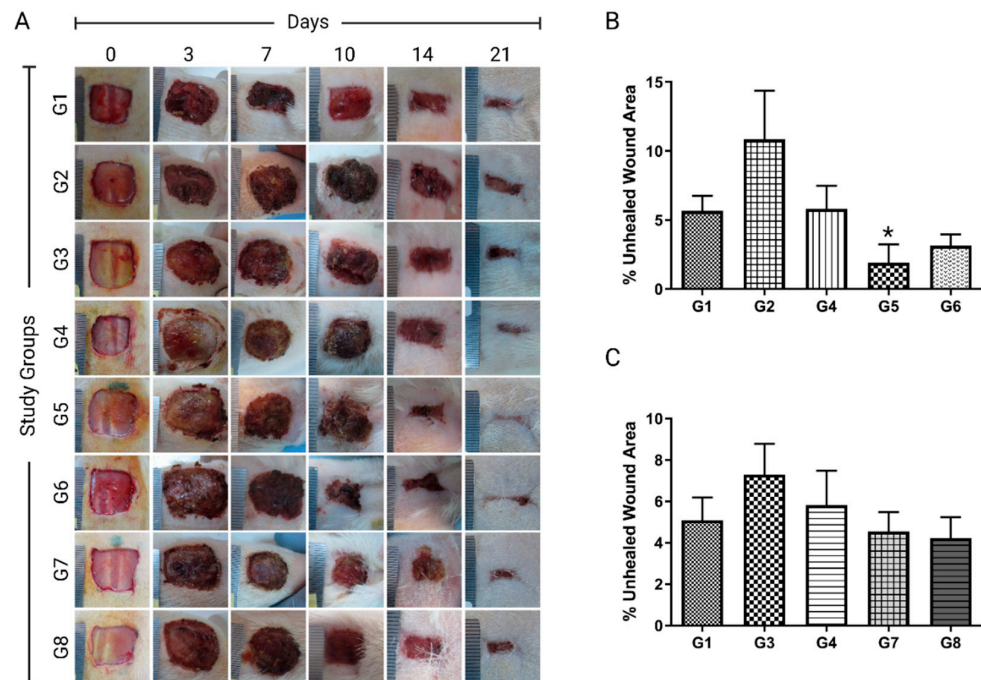 A
Days
0 3 7 10 14 21
Study Groups
G1
G2
G3
G4
G5
G6
G7
G8
B
% Unhealed Wound Area
15
10
5
0
*
G1 G2 G4 G5 G6
C
% Unhealed Wound Area
10
8
6
4
2
0
G1 G3 G4 G7 G8